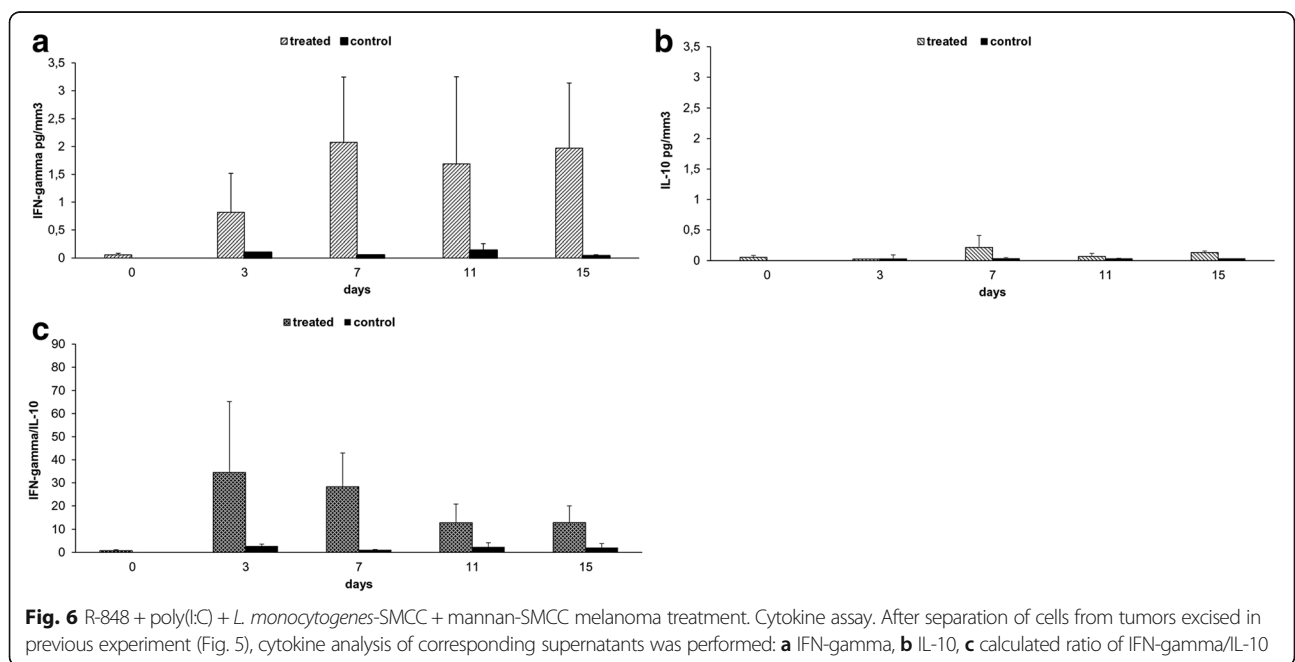 a
treated control
3,5
3
2,5
2
1,5
1
0,5
0
IFN-gamma pg/mm3
0 3 7 11 15
days
b
treated control
3,5
3
2,5
2
1,5
1
0,5
0
IL-10 pg/mm3
0 3 7 11 15
days
c
treated control
90
80
70
60
50
40
30
20
10
0
IFN-gamma/IL-10
0 3 7 11 15
days
Fig. 6 R-848 + poly(I:C) + L. monocytogenes-SMCC + mannan-SMCC melanoma treatment. Cytokine assay. After separation of cells from tumors excised in
previous experiment (Fig. 5), cytokine analysis of corresponding supernatants was performed: a IFN-gamma, b IL-10, c calculated ratio of IFN-gamma/IL-10